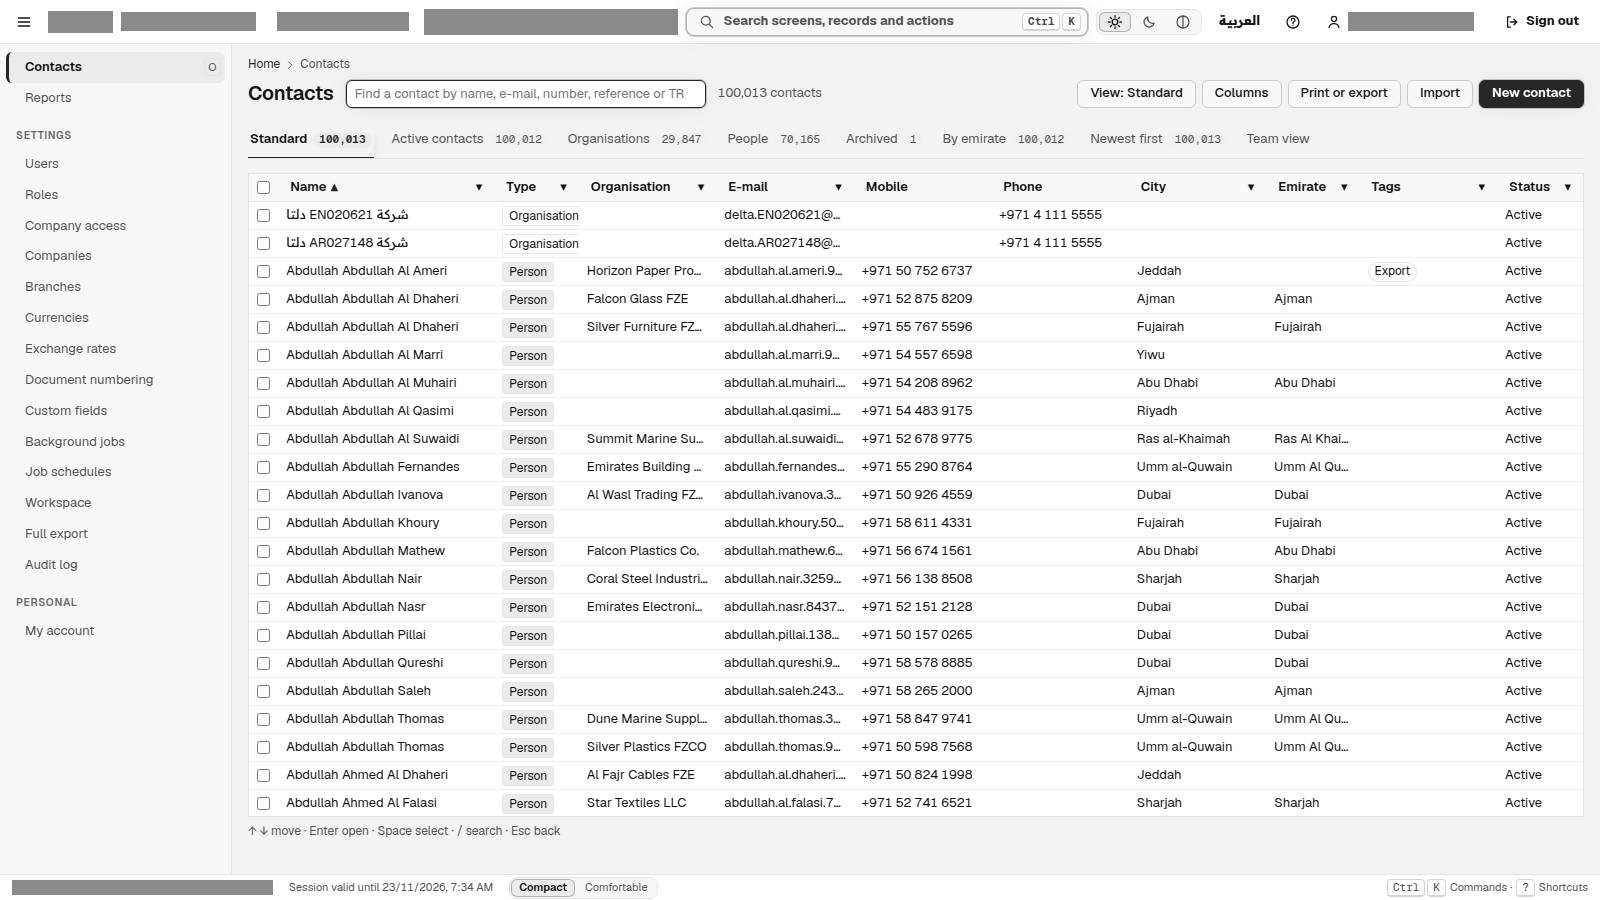 Search screens, records and actions Ctrl K العربية Sign out
Contacts O
Reports
SETTINGS
Users
Roles
Company access
Companies
Branches
Currencies
Exchange rates
Document numbering
Custom fields
Background jobs
Job schedules
Workspace
Full export
Audit log
PERSONAL
My account
Home > Contacts
Contacts Find a contact by name, e-mail, number, reference or TR 100,013 contacts View: Standard Columns Print or export Import New contact
Standard 100,013 Active contacts 100,012 Organisations 29,847 People 70,165 Archived 1 By emirate 100,012 Newest first 100,013 Team view
Name ▲ ▼ Type ▼ Organisation ▼ E-mail ▼ Mobile Phone City ▼ Emirate ▼ Tags ▼ Status ▼
شركة EN020621 دلتا Organisation delta.EN020621@... +971 4 111 5555 Active
شركة AR027148 دلتا Organisation delta.AR027148@... +971 4 111 5555 Active
Abdullah Abdullah Al Ameri Person Horizon Paper Pro... abdullah.al.ameri.9... +971 50 752 6737 Jeddah Export Active
Abdullah Abdullah Al Dhaheri Person Falcon Glass FZE abdullah.al.dhaheri.... +971 52 875 8209 Ajman Ajman Active
Abdullah Abdullah Al Dhaheri Person Silver Furniture FZ... abdullah.al.dhaheri.... +971 55 767 5596 Fujairah Fujairah Active
Abdullah Abdullah Al Marri Person abdullah.al.marri.9... +971 54 557 6598 Yiwu Active
Abdullah Abdullah Al Muhairi Person abdullah.al.muhairi.... +971 54 208 8962 Abu Dhabi Abu Dhabi Active
Abdullah Abdullah Al Qasimi Person abdullah.al.qasimi.... +971 54 483 9175 Riyadh Active
Abdullah Abdullah Al Suwaidi Person Summit Marine Su... abdullah.al.suwaidi... +971 52 678 9775 Ras al-Khaimah Ras Al Khai... Active
Abdullah Abdullah Fernandes Person Emirates Building ... abdullah.fernandes... +971 55 290 8764 Umm al-Quwain Umm Al Qu... Active
Abdullah Abdullah Ivanova Person Al Wasl Trading FZ... abdullah.ivanova.3... +971 50 926 4559 Dubai Dubai Active
Abdullah Abdullah Khoury Person abdullah.khoury.50... +971 58 611 4331 Fujairah Fujairah Active
Abdullah Abdullah Mathew Person Falcon Plastics Co. abdullah.mathew.6... +971 56 674 1561 Abu Dhabi Abu Dhabi Active
Abdullah Abdullah Nair Person Coral Steel Industri... abdullah.nair.3259... +971 56 138 8508 Sharjah Sharjah Active
Abdullah Abdullah Nasr Person Emirates Electroni... abdullah.nasr.8437... +971 52 151 2128 Dubai Dubai Active
Abdullah Abdullah Pillai Person abdullah.pillai.138... +971 50 157 0265 Dubai Dubai Active
Abdullah Abdullah Qureshi Person abdullah.qureshi.9... +971 58 578 8885 Dubai Dubai Active
Abdullah Abdullah Saleh Person abdullah.saleh.243... +971 58 265 2000 Ajman Ajman Active
Abdullah Abdullah Thomas Person Dune Marine Suppl... abdullah.thomas.3... +971 58 847 9741 Umm al-Quwain Umm Al Qu... Active
Abdullah Abdullah Thomas Person Silver Plastics FZCO abdullah.thomas.9... +971 50 598 7568 Umm al-Quwain Umm Al Qu... Active
Abdullah Ahmed Al Dhaheri Person Al Fajr Cables FZE abdullah.al.dhaheri.... +971 50 824 1998 Jeddah Active
Abdullah Ahmed Al Falasi Person Star Textiles LLC abdullah.al.falasi.7... +971 52 741 6521 Sharjah Sharjah Active
↑ ↓ move · Enter open · Space select · / search · Esc back
Session valid until 23/11/2026, 7:34 AM Compact Comfortable Ctrl K Commands · ? Shortcuts